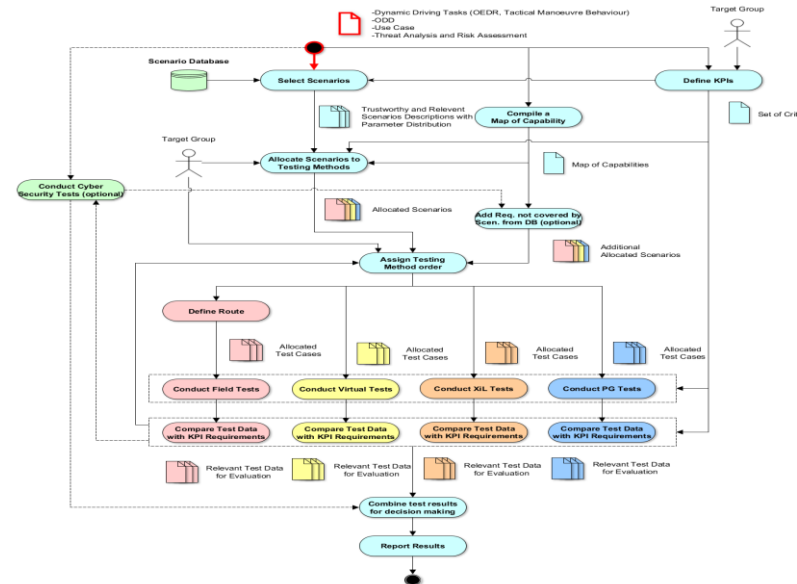 -Dynamic Driving Tasks (OEDR, Tactical Manoeuvre Behaviour)
-ODD
-Use Case
-Threat Analysis and Risk Assessment
Target Group
Scenario Database
Select Scenarios
Define KPIs
Trustworthy and Relevent
Scenarios Descriptions with
Parameter Distribution
Compile a
Map of Capability
Set of Crit
Target Group
Allocate Scenarios to
Testing Methods
Map of Capabilities
Conduct Cyber
Security Tests (optional)
Allocated Scenarios
Add Req. not covered by
Scen. from DB (optional)
Additional
Allocated Scenarios
Assign Testing
Method order
Define Route
Allocated
Test Cases
Allocated
Test Cases
Allocated
Test Cases
Allocated
Test Cases
Conduct Field Tests
Conduct Virtual Tests
Conduct XiL Tests
Conduct PG Tests
Compare Test Data
with KPI Requirements
Compare Test Data
with KPI Requirements
Compare Test Data
with KPI Requirements
Compare Test Data
with KPI Requirements
Relevant Test Data
for Evaluation
Relevant Test Data
for Evaluation
Relevant Test Data
for Evaluation
Relevant Test Data
for Evaluation
Combine test results
for decision making
Report Results